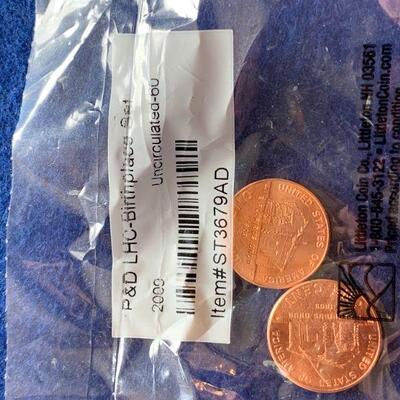 P&D LHC-Birthplace Set
2009 Uncirculated-60
Item#ST3679AD
Littleton Coin Co., Littleton NH 03561
1-800-645-3122 • LittletonCoin.com
UNITED STATES OF AMERICA
UNITED STATES OF AMERICA